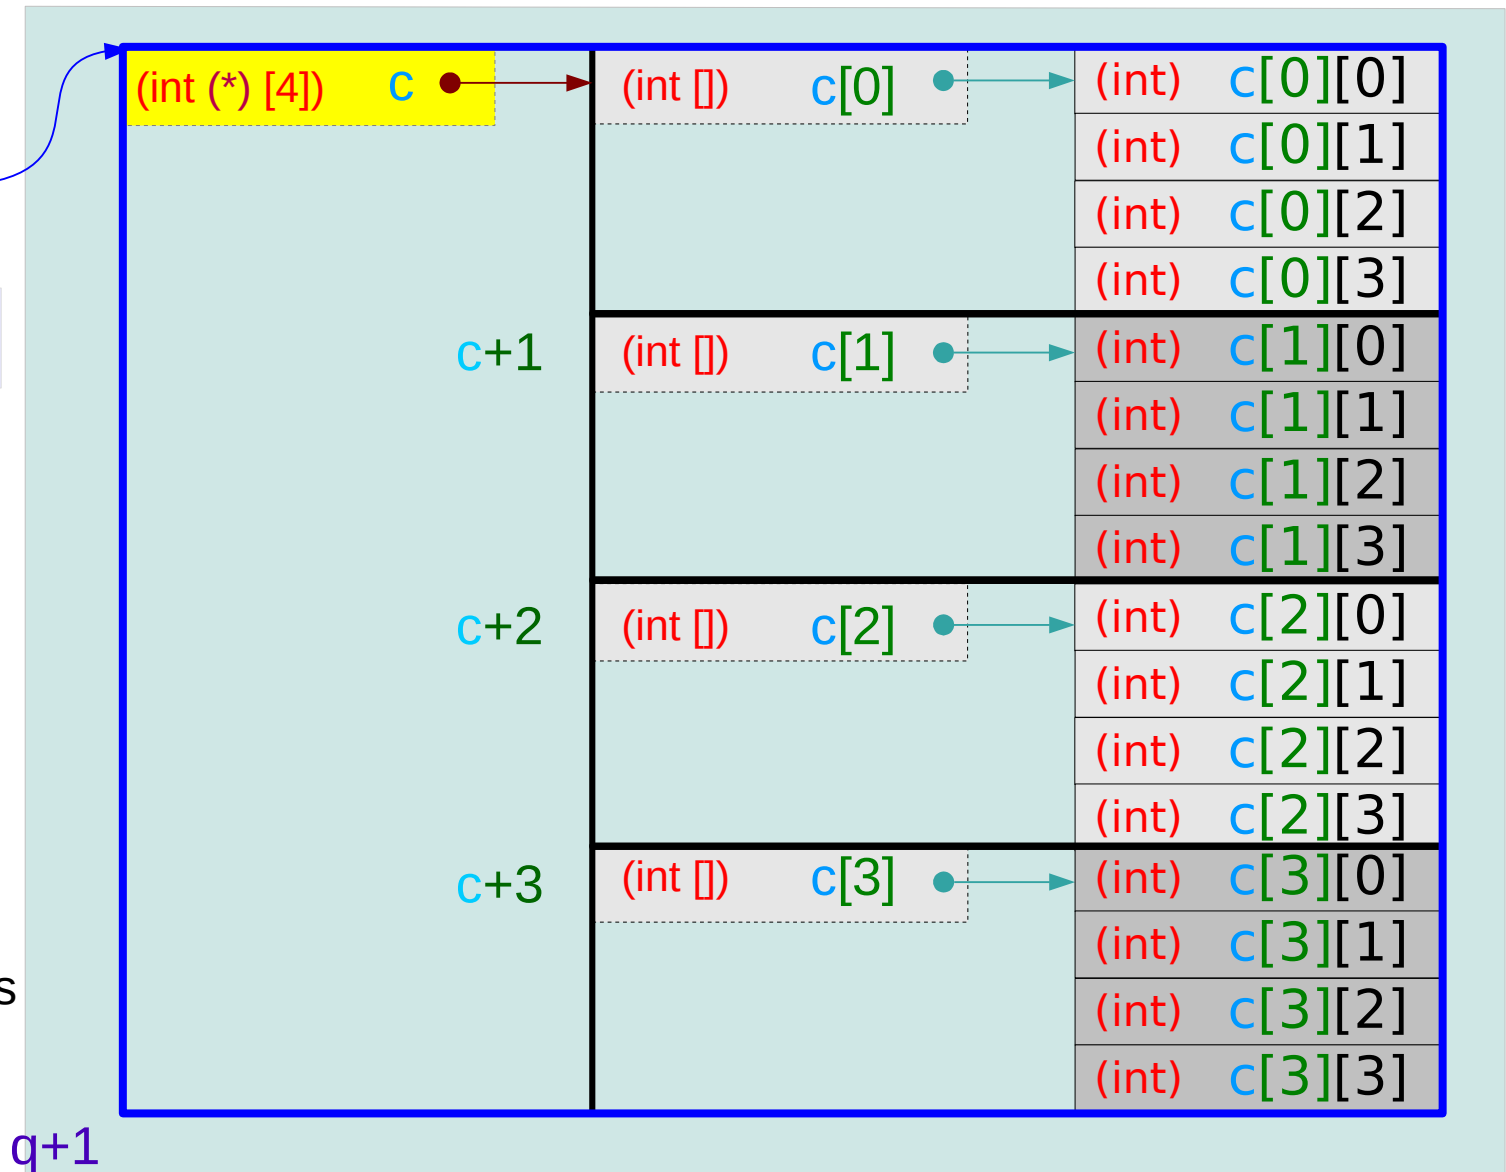 (int (*) [4]) c (int []) c[0] (int) c[0][0]
(int) c[0][1]
(int) c[0][2]
(int) c[0][3]
c+1 (int []) c[1] (int) c[1][0]
(int) c[1][1]
(int) c[1][2]
(int) c[1][3]
c+2 (int []) c[2] (int) c[2][0]
(int) c[2][1]
(int) c[2][2]
(int) c[2][3]
c+3 (int []) c[3] (int) c[3][0]
(int) c[3][1]
s
(int) c[3][2]
(int) c[3][3]
q+1